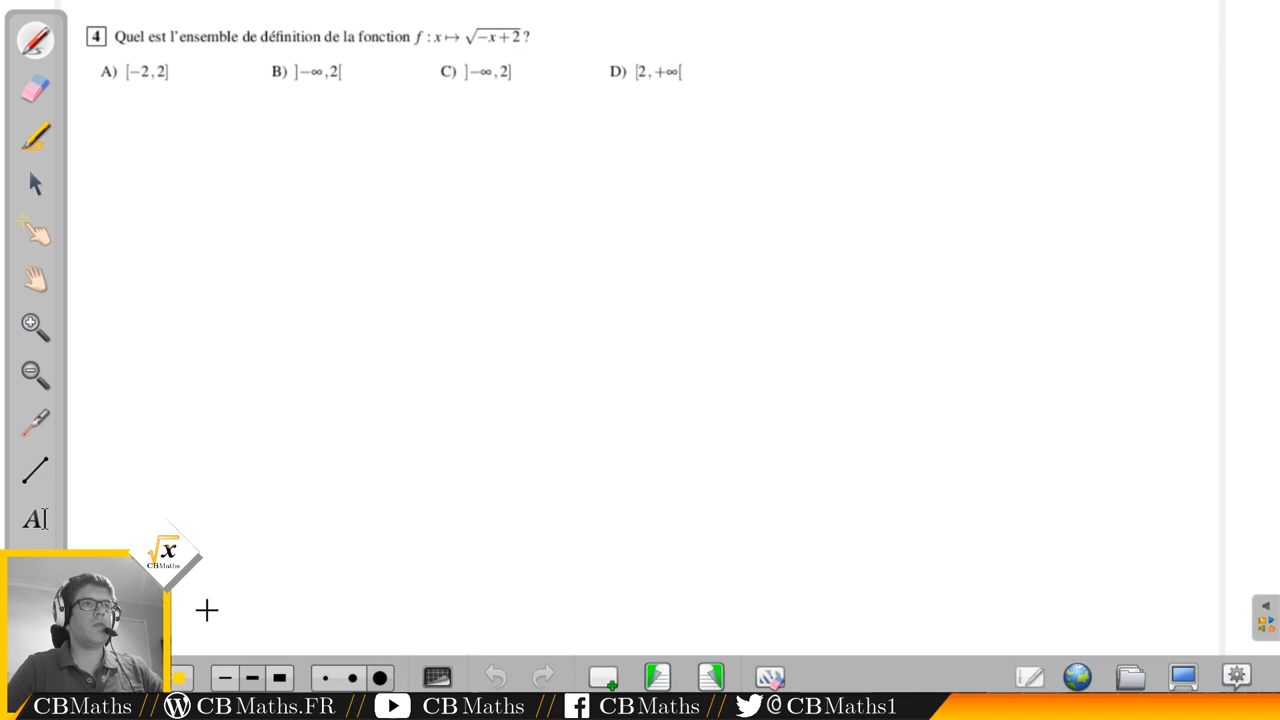 4 Quel est l'ensemble de définition de la fonction f : x ↦ √(−x+2) ?
A) [−2,2] B) ]−∞,2[ C) ]−∞,2] D) [2,+∞[
A
√x
CBMaths
CBMaths // CBMaths.FR // CBMaths // CBMaths // @CBMaths1